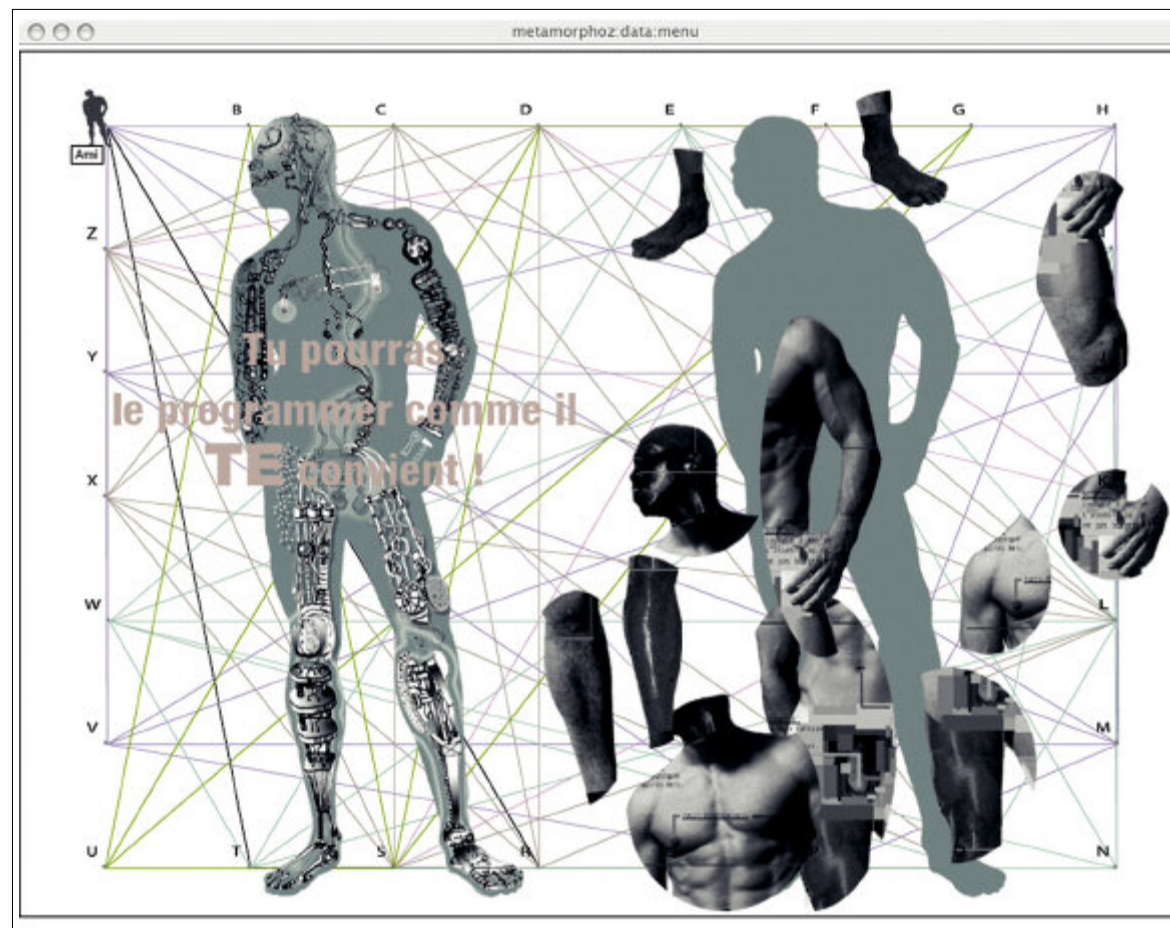 metamorphoz:data:menu
B
C
D
E
F
G
H
Ami
Z
Y
X
W
V
U
T
S
R
K
L
M
N
Tu pourras
le programmer comme il
TE convient !